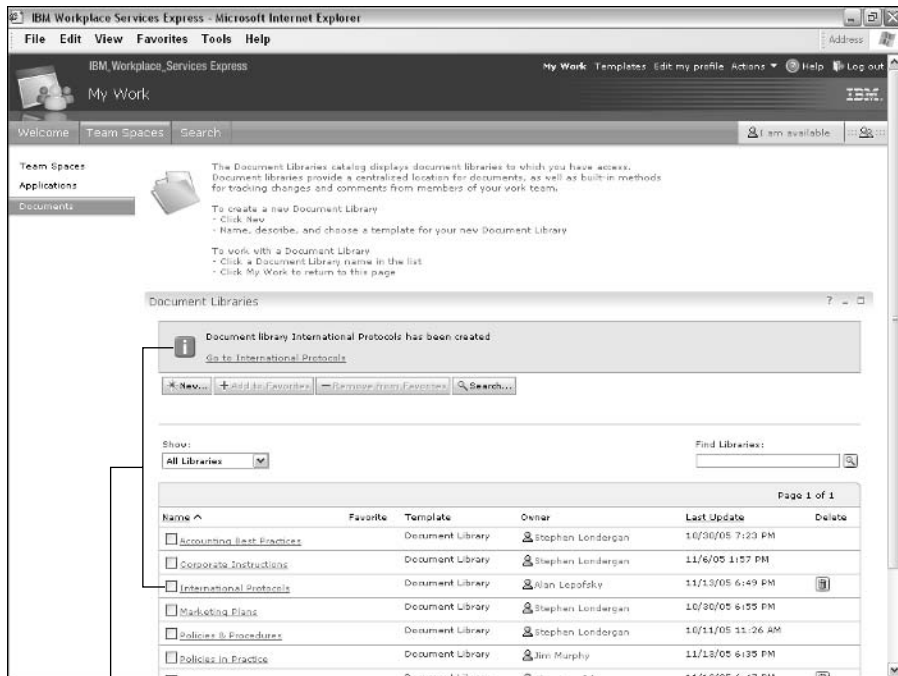 IBM Workplace Services Express - Microsoft Internet Explorer
File Edit View Favorites Tools Help
Address
IBM_Workplace_Services Express
My Work Templates Edit my profile Actions Help Log out
My Work
IBM.
Welcome Team Spaces Search
I am available
Team Spaces
Applications
Documents
The Document Libraries catalog displays document libraries to which you have access.
Document libraries provide a centralized location for documents, as well as built-in methods
for tracking changes and comments from members of your work team.
To create a new Document Library
- Click New
- Name, describe, and choose a template for your new Document Library
To work with a Document Library
- Click a Document Library name in the list
- Click My Work to return to this page
Document Libraries
Document library International Protocols has been created
Go to International Protocols
New... Add to Favorites Remove from Favorites Search...
Show:
Find Libraries:
All Libraries
Page 1 of 1
Name Favorite Template Owner Last Update Delete
Accounting Best Practices Document Library Stephen Londergan 10/30/05 7:23 PM
Corporate Instructions Document Library Stephen Londergan 11/6/05 1:57 PM
International Protocols Document Library Alan Lepofsky 11/13/05 6:49 PM
Marketing Plans Document Library Stephen Londergan 10/30/05 6:55 PM
Policies & Procedures Document Library Stephen Londergan 10/11/05 11:26 AM
Policies in Practice Document Library Jim Murphy 11/13/05 6:35 PM